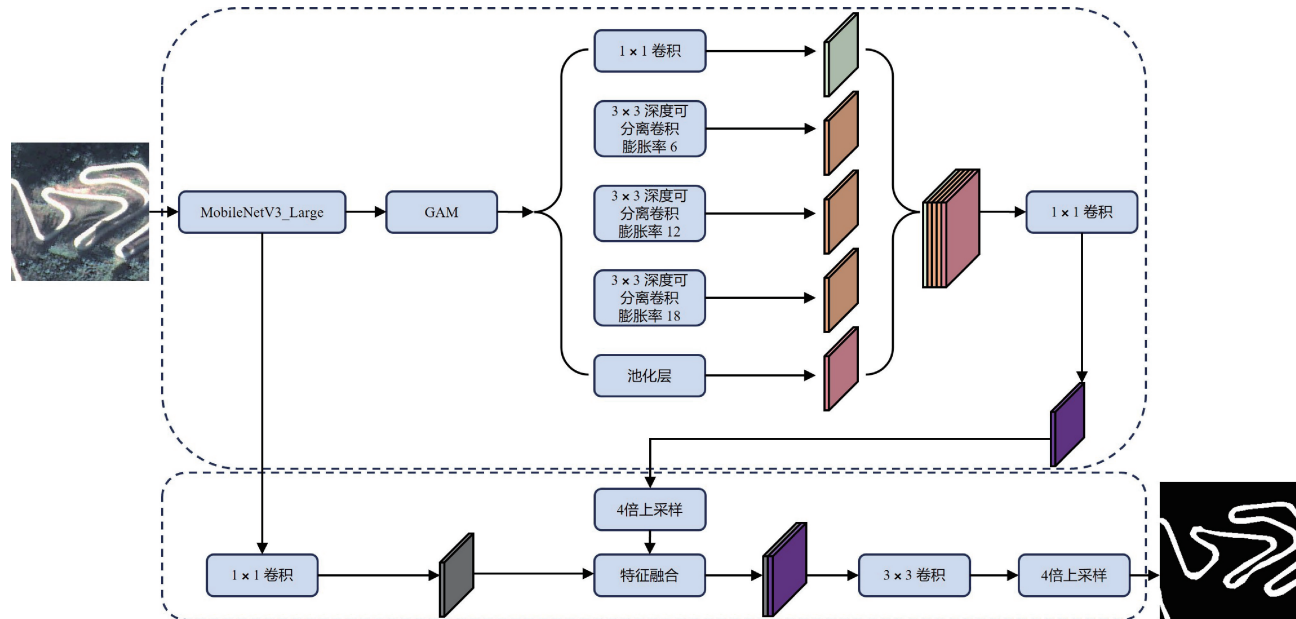 1 × 1 卷积
3 × 3 深度可
分离卷积
膨胀率 6
MobileNetV3_Large
GAM
3 × 3 深度可
分离卷积
膨胀率 12
1 × 1 卷积
3 × 3 深度可
分离卷积
膨胀率 18
池化层
4倍上采样
1 × 1 卷积
特征融合
3 × 3 卷积
4倍上采样